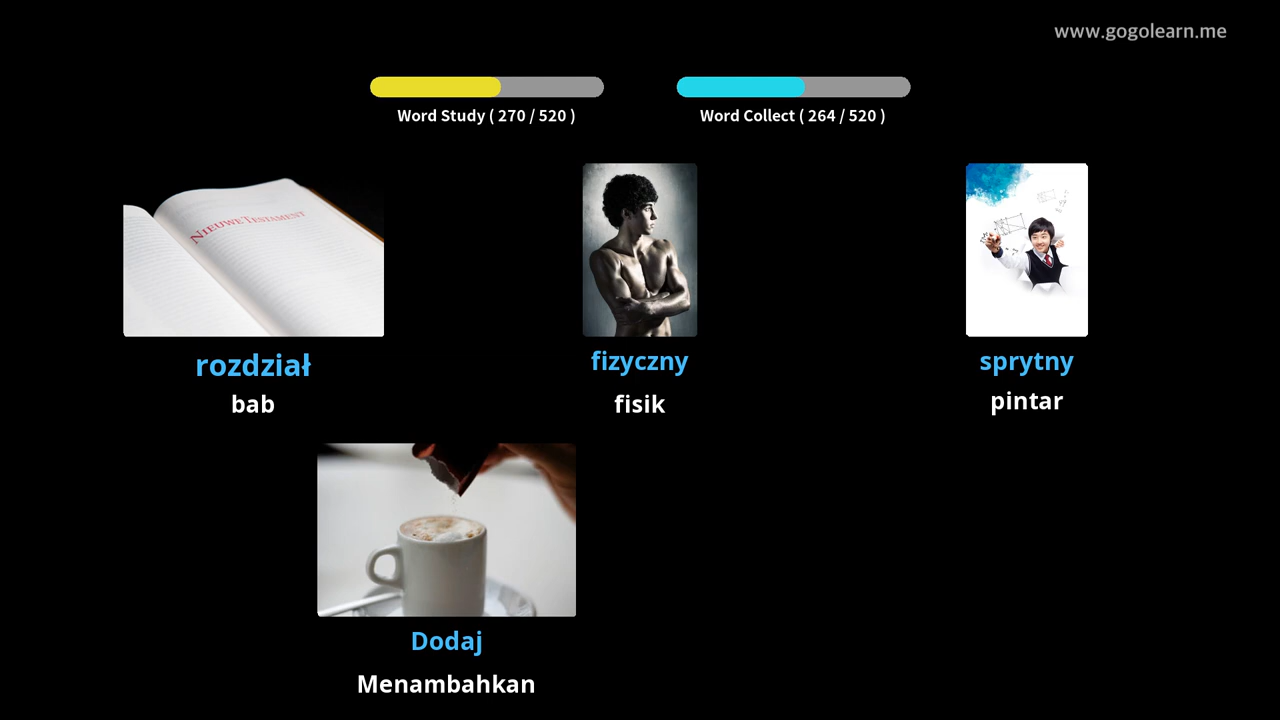 www.gogolearn.me
Word Study ( 270 / 520 )
Word Collect ( 264 / 520 )
NIEUWE TESTAMENT
rozdział
bab
fizyczny
fisik
sprytny
pintar
Dodaj
Menambahkan